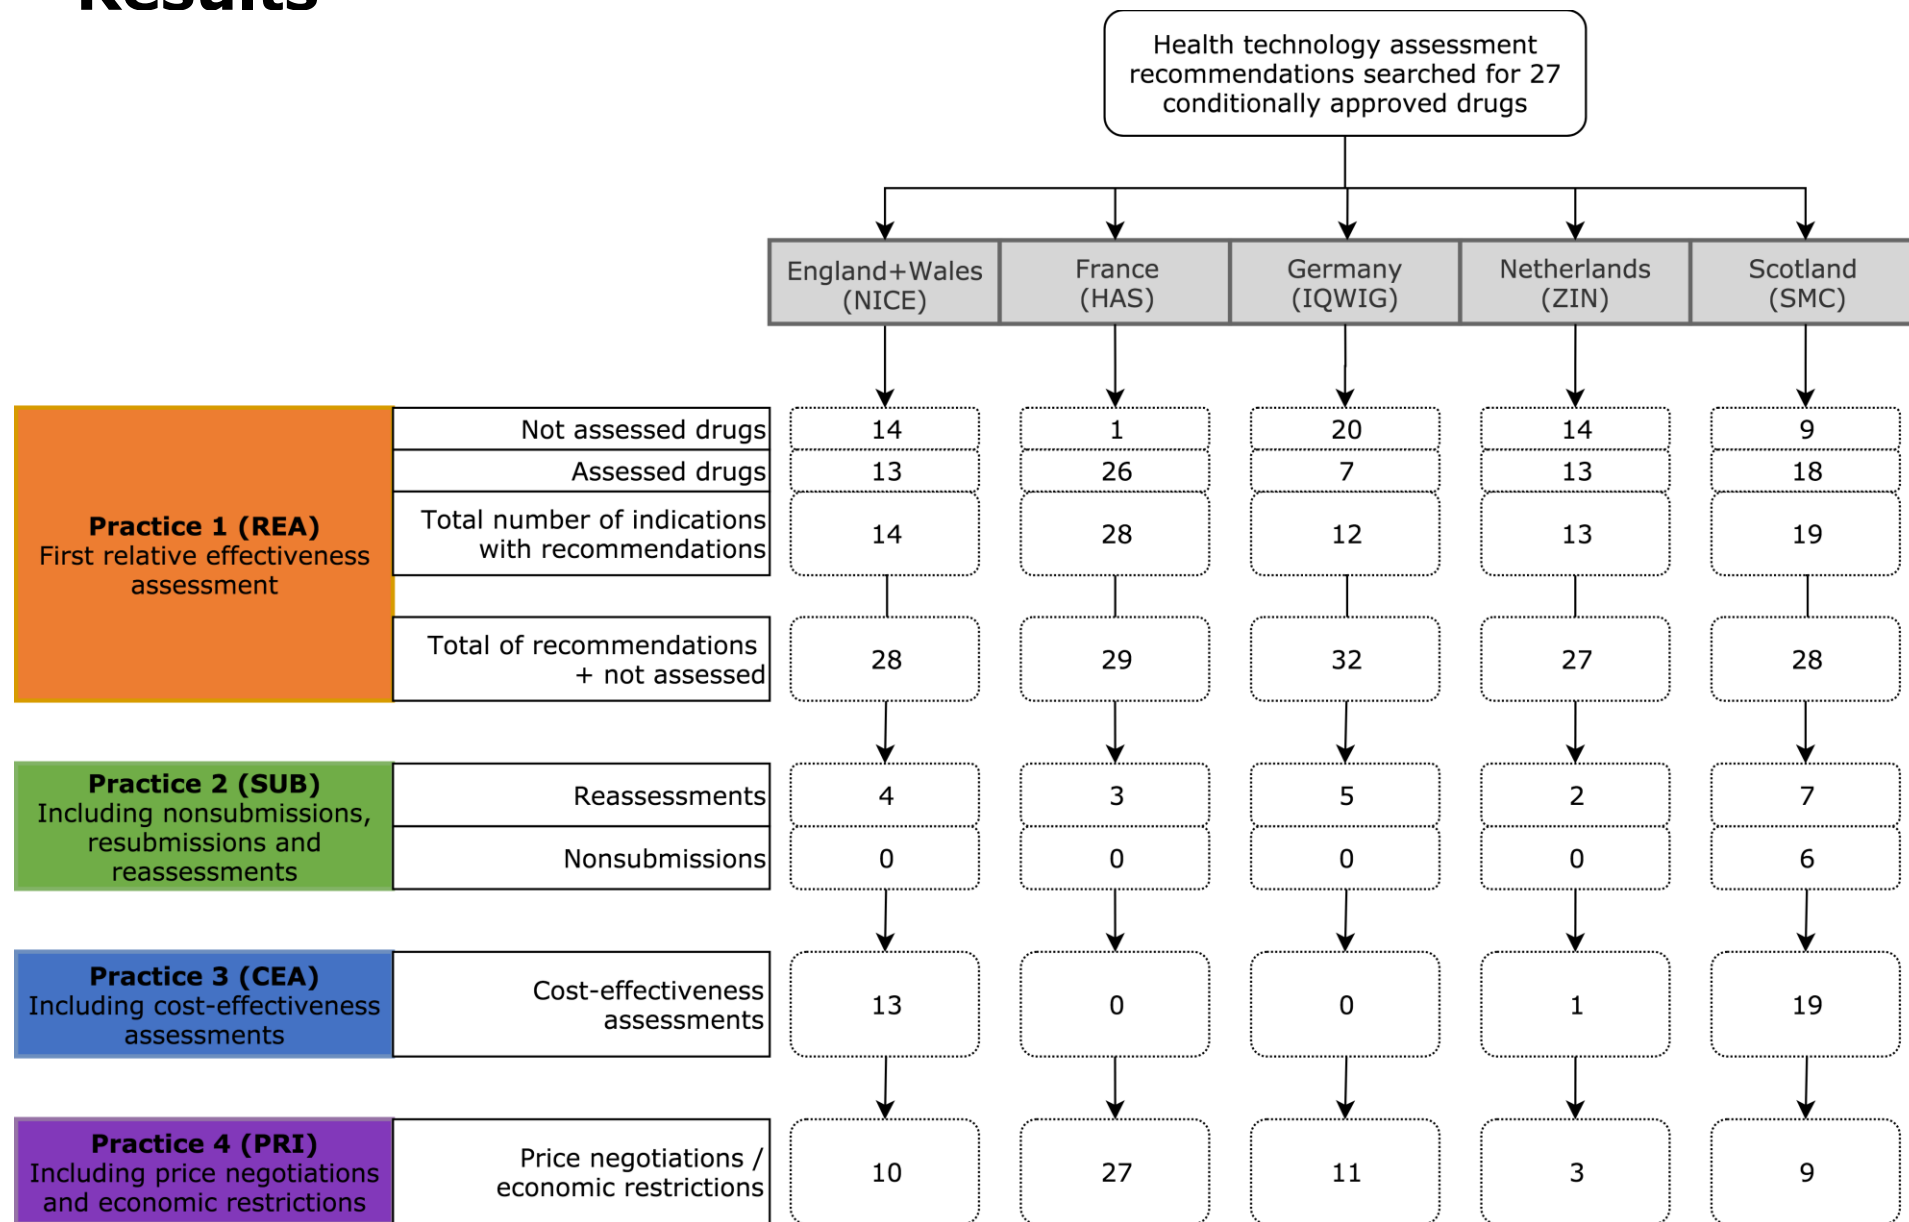 Results
Health technology assessment
recommendations searched for 27
conditionally approved drugs
England+Wales
(NICE)
France
(HAS)
Germany
(IQWIG)
Netherlands
(ZIN)
Scotland
(SMC)
Practice 1 (REA)
First relative effectiveness
assessment
Not assessed drugs 14 1 20 14 9
Assessed drugs 13 26 7 13 18
Total number of indications
with recommendations 14 28 12 13 19
Total of recommendations
+ not assessed 28 29 32 27 28
Practice 2 (SUB)
Including nonsubmissions,
resubmissions and
reassessments
Reassessments 4 3 5 2 7
Nonsubmissions 0 0 0 0 6
Practice 3 (CEA)
Including cost-effectiveness
assessments
Cost-effectiveness
assessments 13 0 0 1 19
Practice 4 (PRI)
Including price negotiations
and economic restrictions
Price negotiations /
economic restrictions 10 27 11 3 9